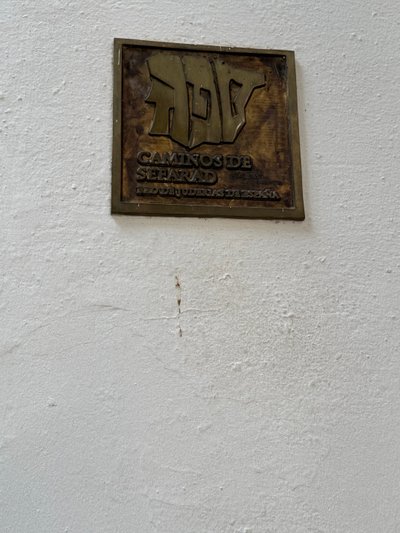 ספרד
CAMINOS DE
SEFARAD
RED DE JUDERÍAS DE ESPAÑA